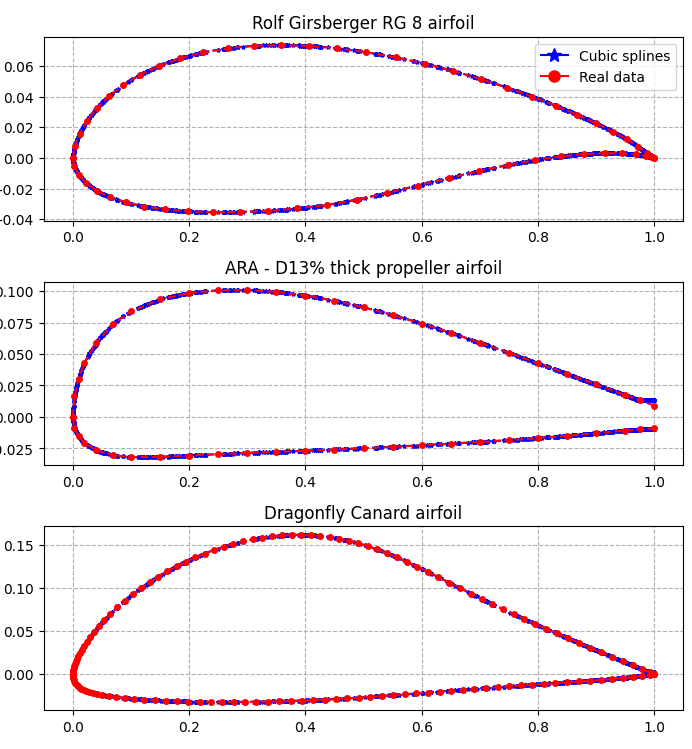 Rolf Girsberger RG 8 airfoil
Cubic splines
Real data
0.06
0.04
0.02
0.00
-0.02
-0.04
0.0 0.2 0.4 0.6 0.8 1.0
ARA - D13% thick propeller airfoil
0.100
0.075
0.050
0.025
0.000
0.025
0.0 0.2 0.4 0.6 0.8 1.0
Dragonfly Canard airfoil
0.15
0.10
0.05
0.00
0.0 0.2 0.4 0.6 0.8 1.0